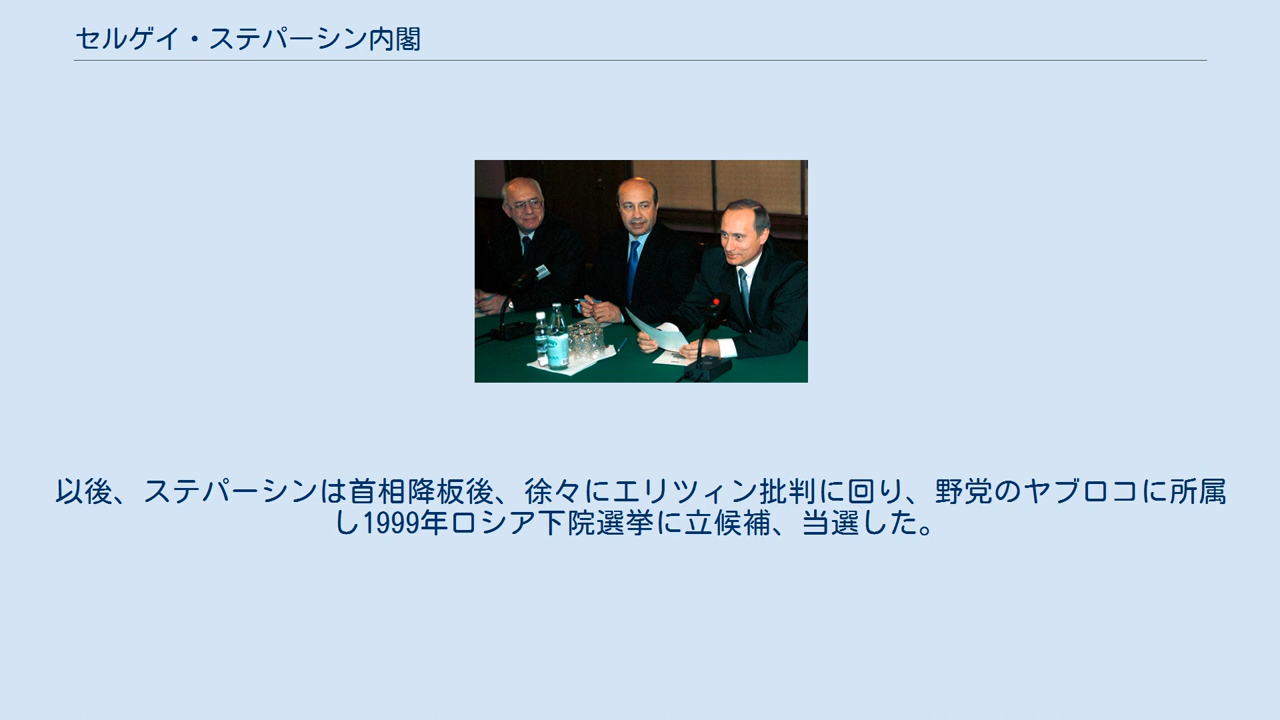 セルゲイ・ステパーシン内閣
以後、ステパーシンは首相降板後、徐々にエリツィン批判に回り、野党のヤブロコに所属
し1999年ロシア下院選挙に立候補、当選した。